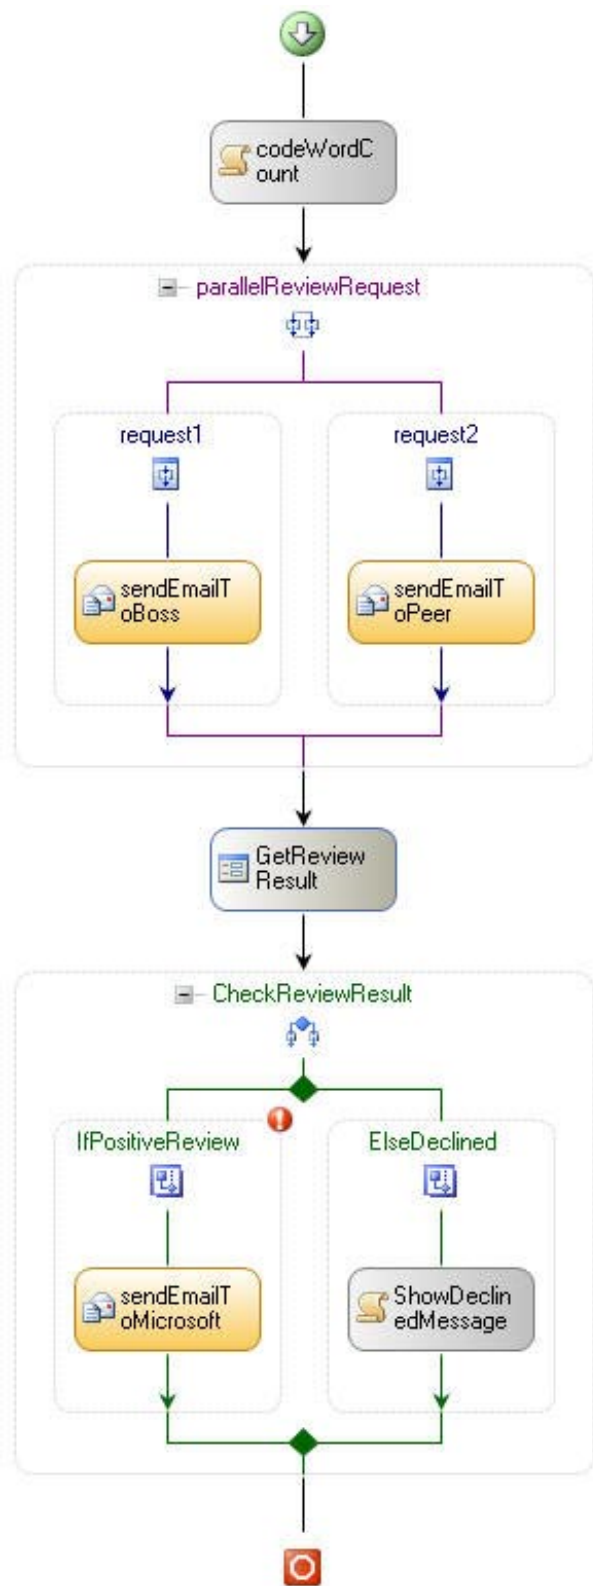 codeWordC
ount
parallelReviewRequest
request1
request2
sendEmailT
oBoss
sendEmailT
oPeer
GetReview
Result
CheckReviewResult
IfPositiveReview
ElseDeclined
sendEmailT
oMicrosoft
ShowDeclin
edMessage